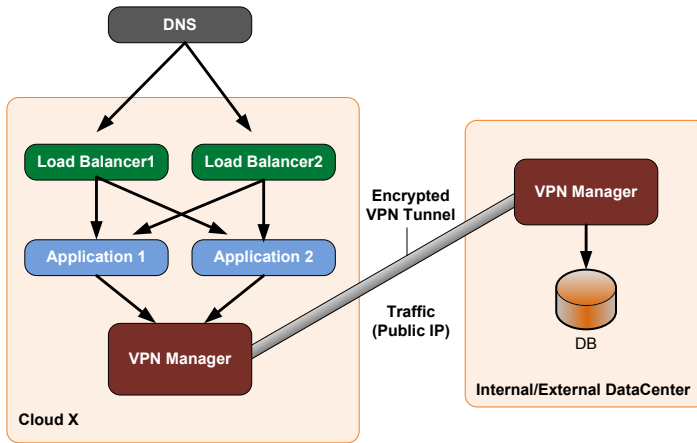 DNS
Load Balancer1
Load Balancer2
Application 1
Application 2
VPN Manager
Cloud X
Encrypted
VPN Tunnel
Traffic
(Public IP)
VPN Manager
DB
Internal/External DataCenter